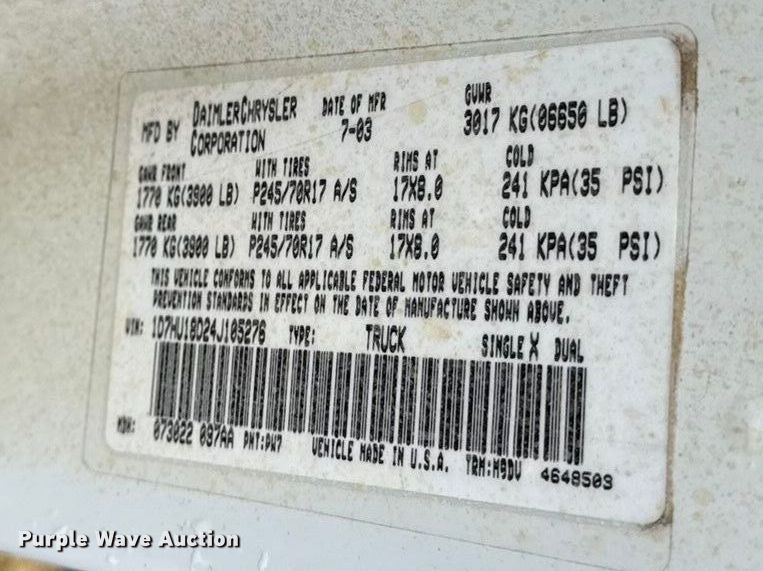 MFD BY DAIMLERCHRYSLER CORPORATION DATE OF MFR 7-03 GVWR 3017 KG(06650 LB)
GAWR FRONT WITH TIRES RIMS AT COLD
1770 KG(3900 LB) P245/70R17 A/S 17X8.0 241 KPA(35 PSI)
GAWR REAR WITH TIRES RIMS AT COLD
1770 KG(3900 LB) P245/70R17 A/S 17X8.0 241 KPA(35 PSI)
THIS VEHICLE CONFORMS TO ALL APPLICABLE FEDERAL MOTOR VEHICLE SAFETY AND THEFT
PREVENTION STANDARDS IN EFFECT ON THE DATE OF MANUFACTURE SHOWN ABOVE.
VIN: 1D7HU18D24J105276 TYPE: TRUCK SINGLE X DUAL
MDH: 073022 097AA PNT:PW7 VEHICLE MADE IN U.S.A. TRM:M9DV 4648503
Purple Wave Auction